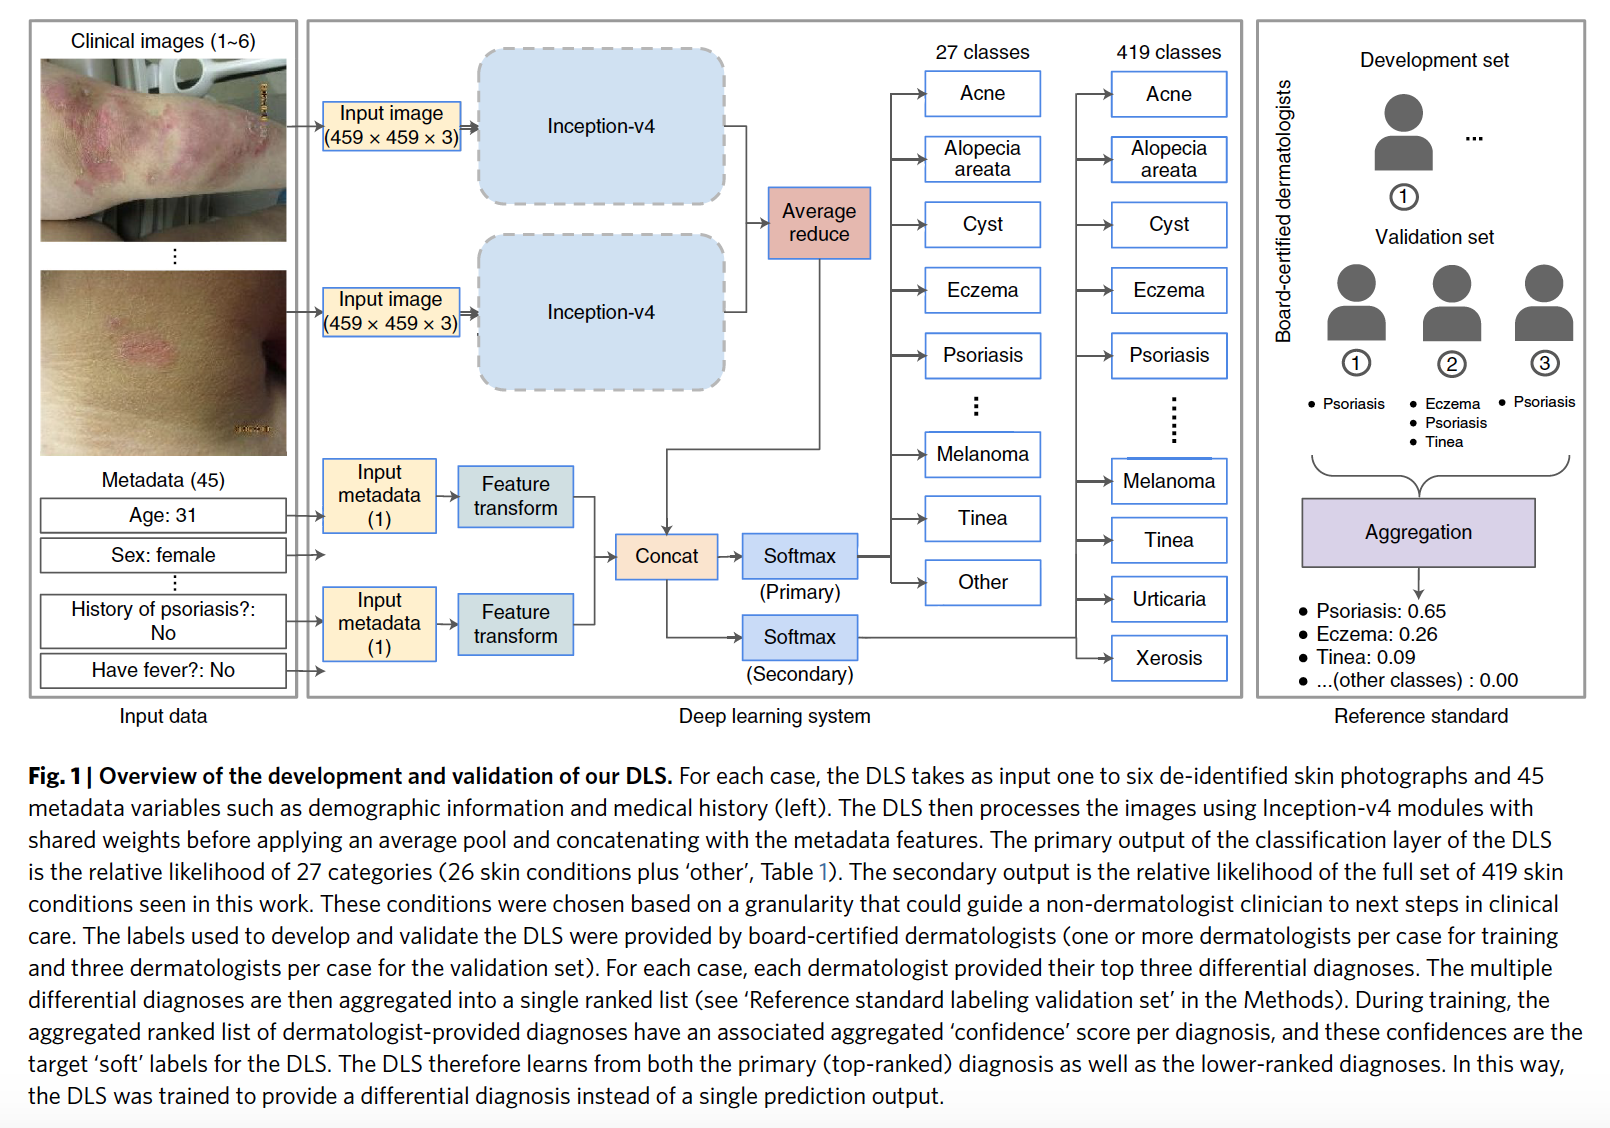 Clinical images (1~6)
Metadata (45)
Age: 31
Sex: female
History of psoriasis?:
No
Have fever?: No
Input data
Input image
(459 × 459 × 3)
Inception-v4
Input image
(459 × 459 × 3)
Inception-v4
Average
reduce
Input
metadata
(1)
Feature
transform
Input
metadata
(1)
Feature
transform
Concat
Softmax
(Primary)
Softmax
(Secondary)
27 classes
Acne
Alopecia
areata
Cyst
Eczema
Psoriasis
Melanoma
Tinea
Other
419 classes
Acne
Alopecia
areata
Cyst
Eczema
Psoriasis
Melanoma
Tinea
Urticaria
Xerosis
Deep learning system
Board-certified dermatologists
Development set
...
1
Validation set
1 2 3
• Psoriasis
• Eczema
• Psoriasis
• Tinea
• Psoriasis
Aggregation
• Psoriasis: 0.65
• Eczema: 0.26
• Tinea: 0.09
• ...(other classes) : 0.00
Reference standard
Fig. 1 | Overview of the development and validation of our DLS. For each case, the DLS takes as input one to six de-identified skin photographs and 45
metadata variables such as demographic information and medical history (left). The DLS then processes the images using Inception-v4 modules with
shared weights before applying an average pool and concatenating with the metadata features. The primary output of the classification layer of the DLS
is the relative likelihood of 27 categories (26 skin conditions plus ‘other’, Table 1). The secondary output is the relative likelihood of the full set of 419 skin
conditions seen in this work. These conditions were chosen based on a granularity that could guide a non-dermatologist clinician to next steps in clinical
care. The labels used to develop and validate the DLS were provided by board-certified dermatologists (one or more dermatologists per case for training
and three dermatologists per case for the validation set). For each case, each dermatologist provided their top three differential diagnoses. The multiple
differential diagnoses are then aggregated into a single ranked list (see ‘Reference standard labeling validation set’ in the Methods). During training, the
aggregated ranked list of dermatologist-provided diagnoses have an associated aggregated ‘confidence’ score per diagnosis, and these confidences are the
target ‘soft’ labels for the DLS. The DLS therefore learns from both the primary (top-ranked) diagnosis as well as the lower-ranked diagnoses. In this way,
the DLS was trained to provide a differential diagnosis instead of a single prediction output.